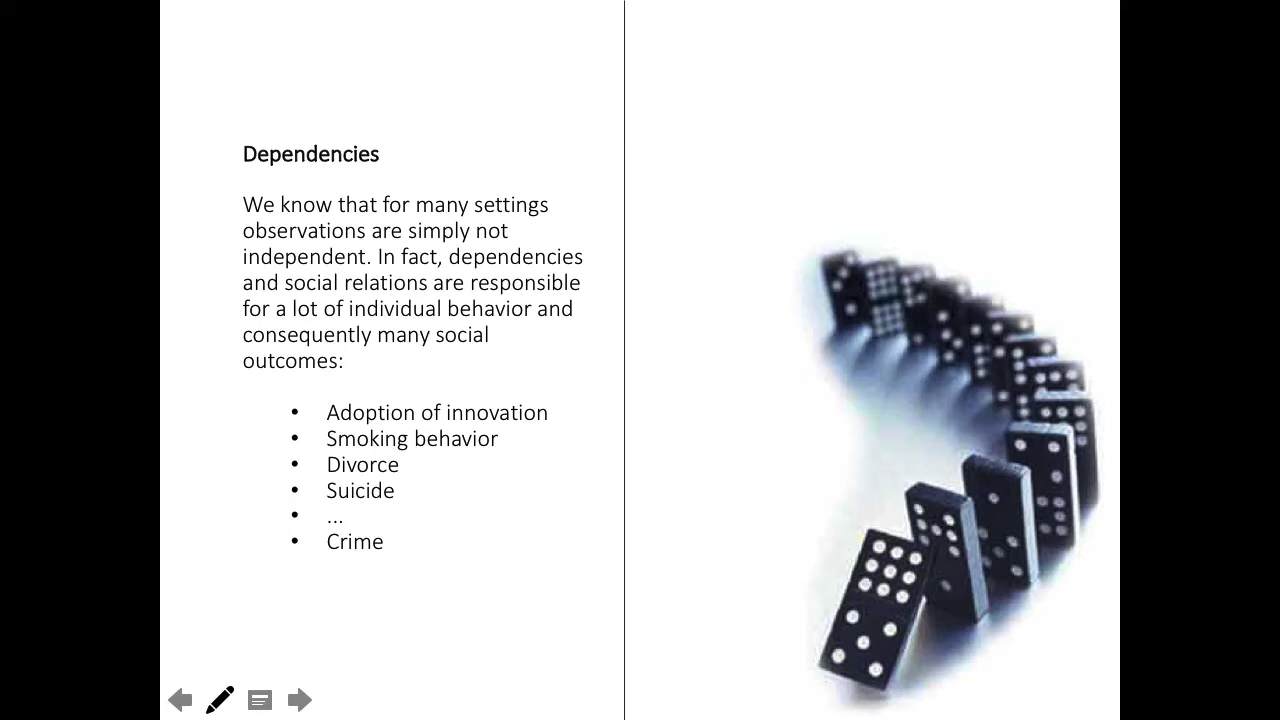 Dependencies
We know that for many settings
observations are simply not
independent. In fact, dependencies
and social relations are responsible
for a lot of individual behavior and
consequently many social
outcomes:
• Adoption of innovation
• Smoking behavior
• Divorce
• Suicide
• ...
• Crime